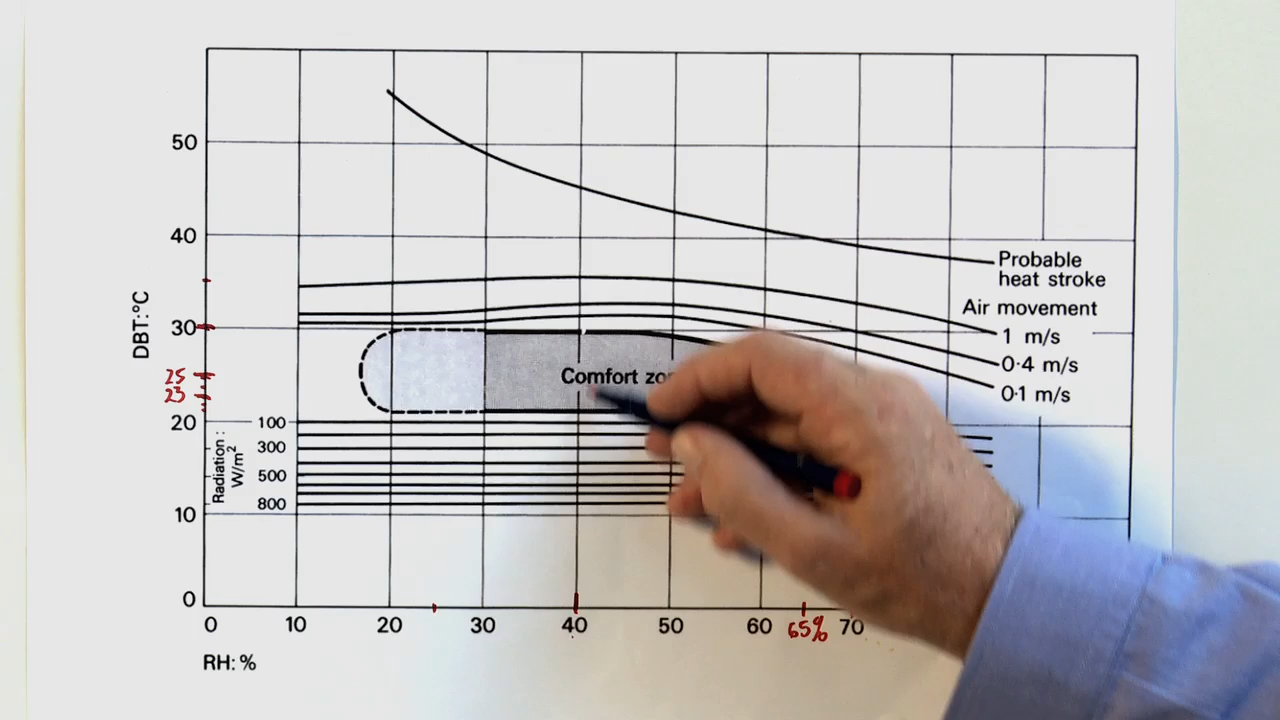 50
40
30
25
23
20
10
0
DBT:°C
Radiation:
W/m²
100
300
500
800
Comfort
Probable
heat stroke
Air movement
1 m/s
0·4 m/s
0·1 m/s
0 10 20 30 40 50 60 65% 70
RH: %